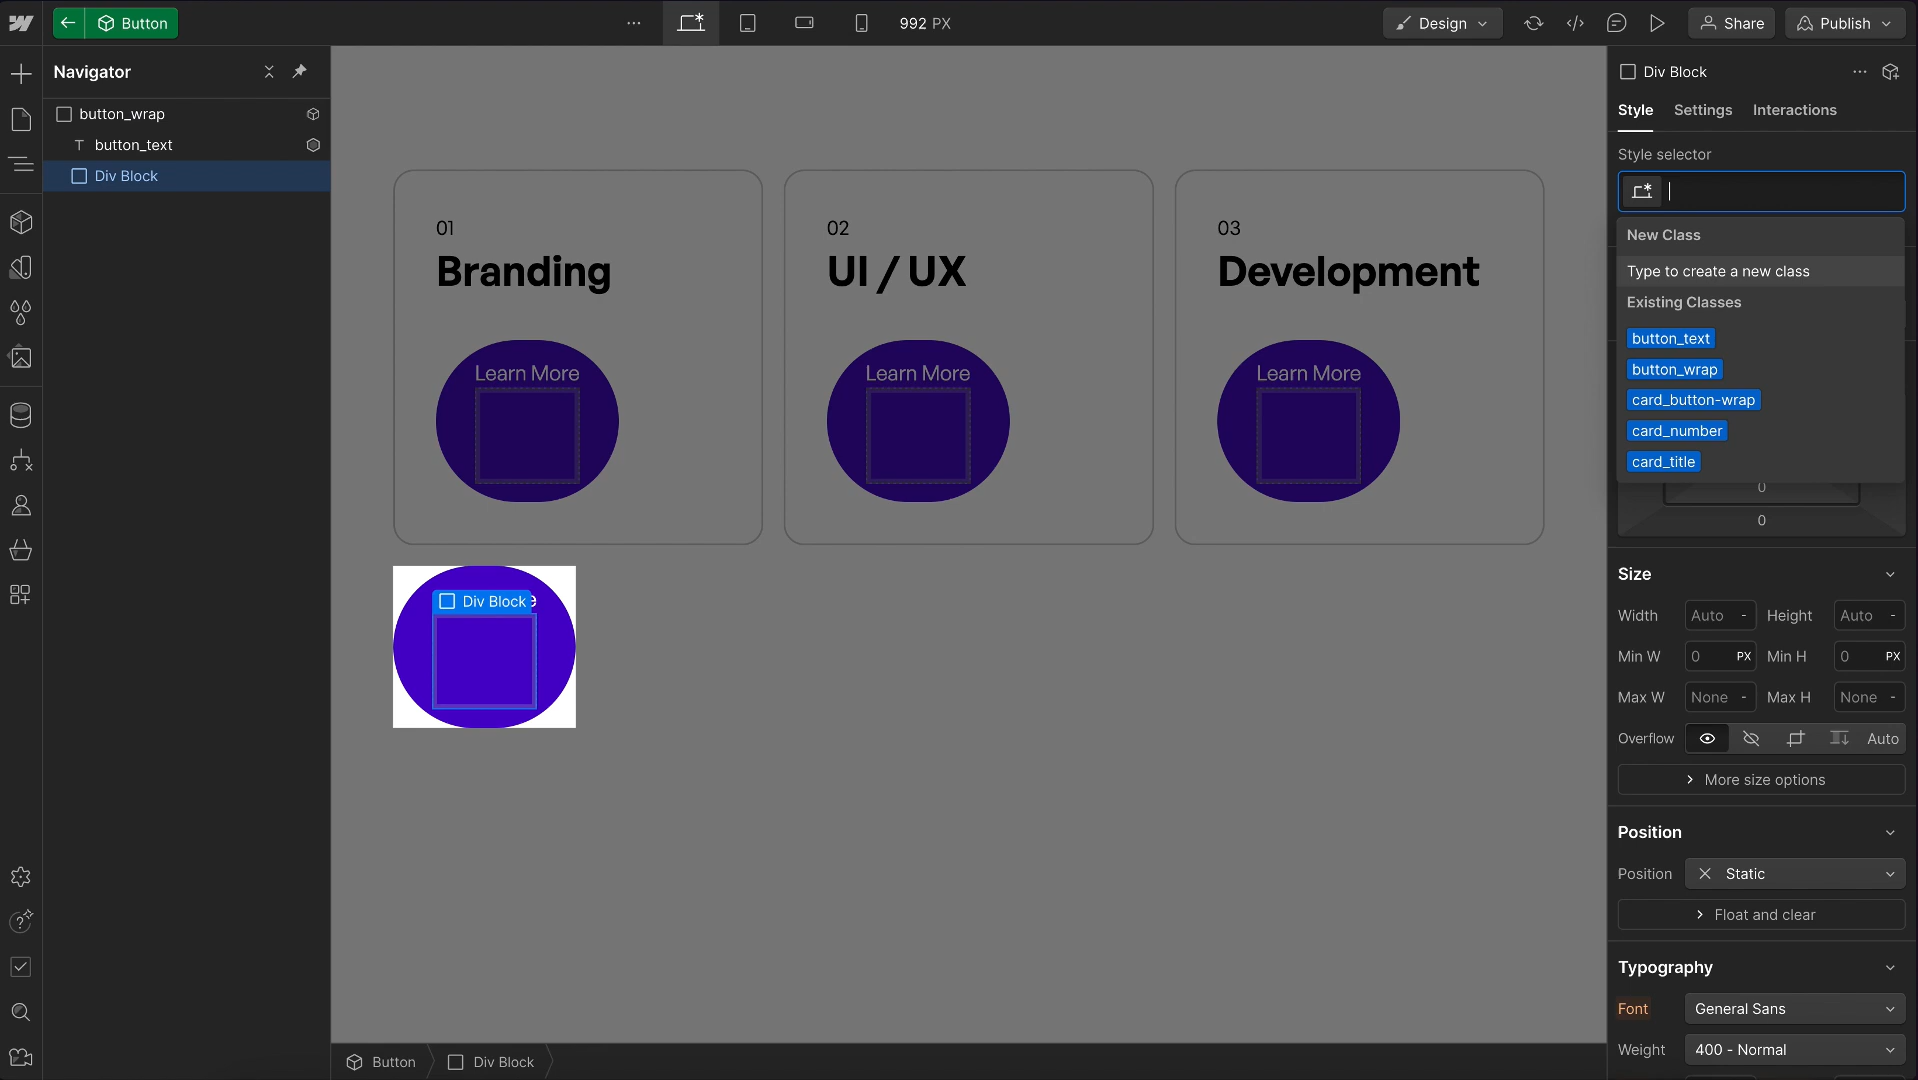 Button
992 PX
Design
Share
Publish
Navigator
button_wrap
button_text
Div Block
01
Branding
Learn More
02
UI / UX
Learn More
03
Development
Learn More
Div Block
Button
Div Block
Div Block
Style
Settings
Interactions
Style selector
New Class
Type to create a new class
Existing Classes
button_text
button_wrap
card_button-wrap
card_number
card_title
0
0
Size
Width Auto - Height Auto -
Min W 0 PX Min H 0 PX
Max W None - Max H None -
Overflow Auto
More size options
Position
Position Static
Float and clear
Typography
Font General Sans
Weight 400 - Normal